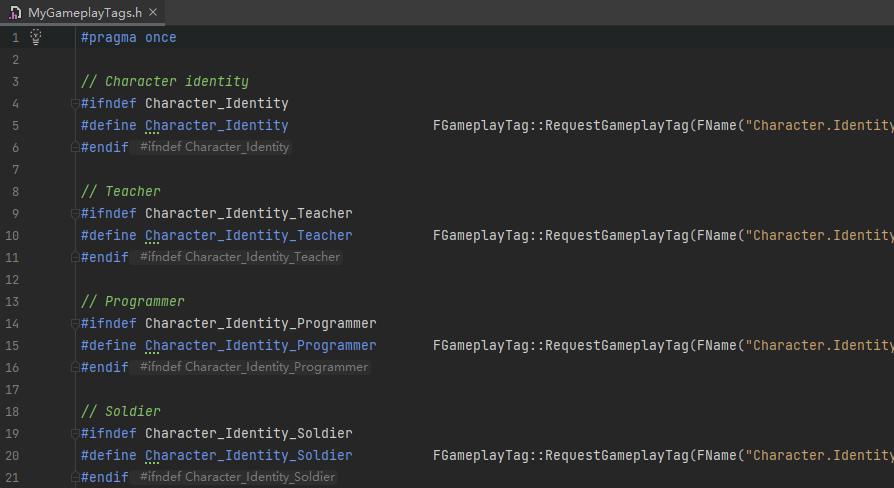 MyGameplayTags.h
1 #pragma once
2
3 // Character identity
4 #ifndef Character_Identity
5 #define Character_Identity FGameplayTag::RequestGameplayTag(FName("Character.Identity
6 #endif #ifndef Character_Identity
7
8 // Teacher
9 #ifndef Character_Identity_Teacher
10 #define Character_Identity_Teacher FGameplayTag::RequestGameplayTag(FName("Character.Identity
11 #endif #ifndef Character_Identity_Teacher
12
13 // Programmer
14 #ifndef Character_Identity_Programmer
15 #define Character_Identity_Programmer FGameplayTag::RequestGameplayTag(FName("Character.Identity
16 #endif #ifndef Character_Identity_Programmer
17
18 // Soldier
19 #ifndef Character_Identity_Soldier
20 #define Character_Identity_Soldier FGameplayTag::RequestGameplayTag(FName("Character.Identity
21 #endif #ifndef Character_Identity_Soldier